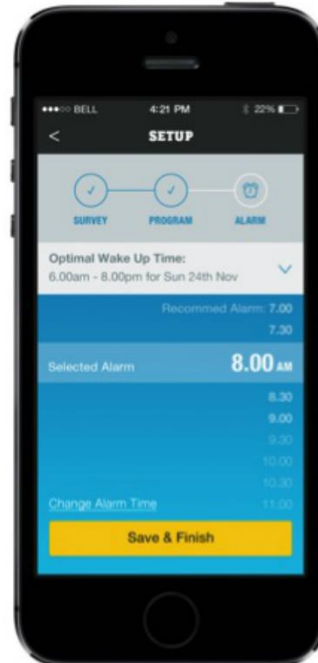 BELL 4:21 PM 22%
< SETUP
SURVEY PROGRAM ALARM
Optimal Wake Up Time:
6.00am - 8.00pm for Sun 24th Nov
Recommed Alarm: 7.00
7.30
Selected Alarm 8.00 AM
8.30
9.00
9.30
10.00
10.30
Change Alarm Time 11.00
Save & Finish